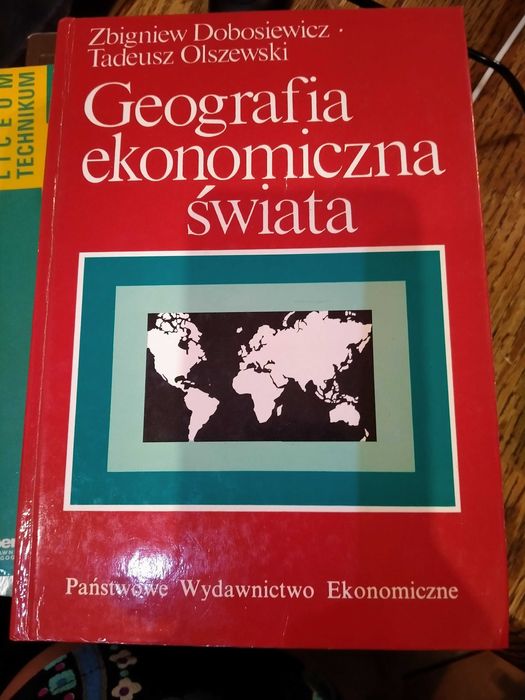 Zbigniew Dobosiewicz ·
Tadeusz Olszewski
Geografia
ekonomiczna
świata
Państwowe Wydawnictwo Ekonomiczne
LICEUM
TECHNIKUM